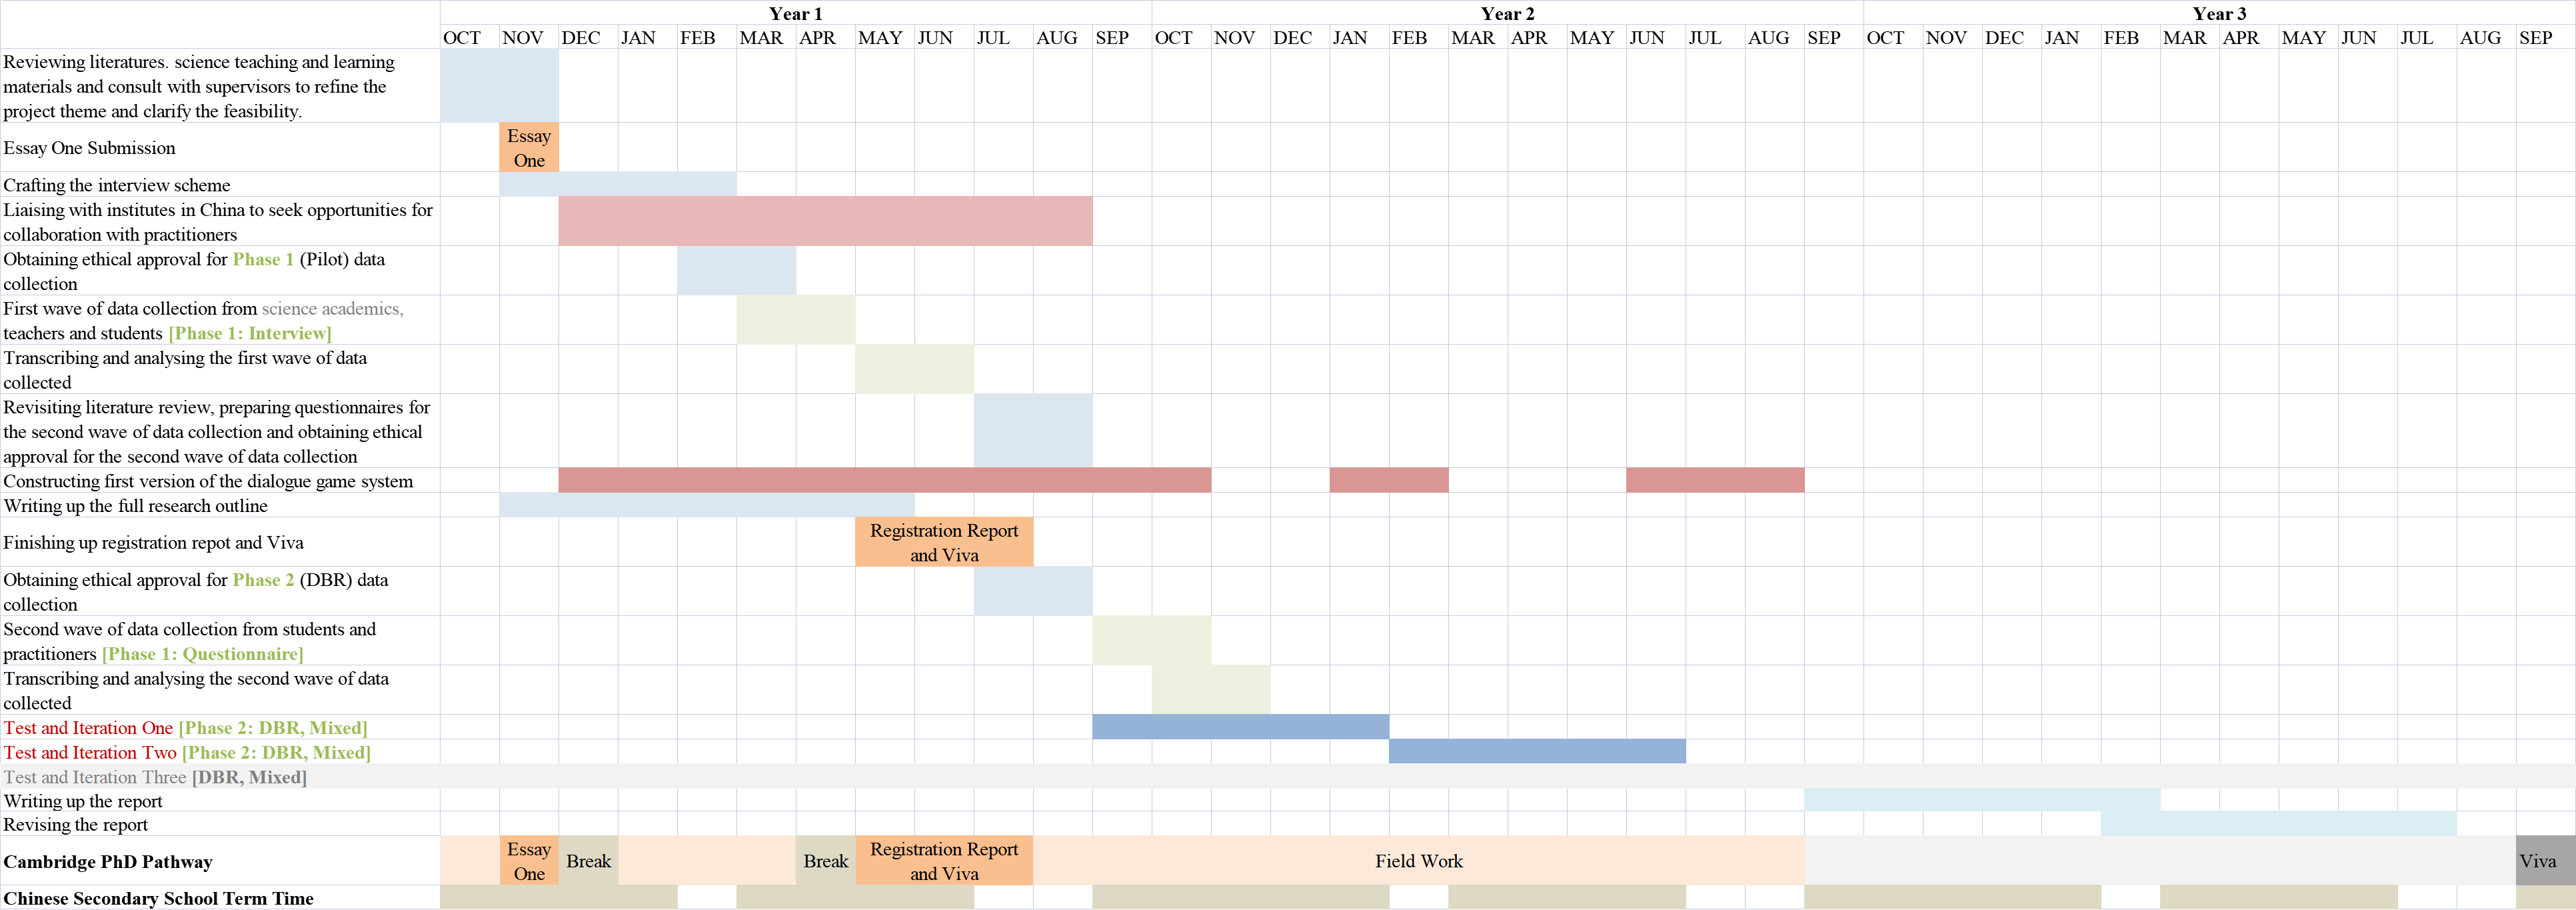 Year 1 Year 2 Year 3
OCT NOV DEC JAN FEB MAR APR MAY JUN JUL AUG SEP OCT NOV DEC JAN FEB MAR APR MAY JUN JUL AUG SEP OCT NOV DEC JAN FEB MAR APR MAY JUN JUL AUG SEP
Reviewing literatures. science teaching and learning
materials and consult with supervisors to refine the
project theme and clarify the feasibility.
Essay One Submission
Essay
One
Crafting the interview scheme
Liaising with institutes in China to seek opportunities for
collaboration with practitioners
Obtaining ethical approval for Phase 1 (Pilot) data
collection
First wave of data collection from science academics,
teachers and students [Phase 1: Interview]
Transcribing and analysing the first wave of data
collected
Revisiting literature review, preparing questionnaires for
the second wave of data collection and obtaining ethical
approval for the second wave of data collection
Constructing first version of the dialogue game system
Writing up the full research outline
Finishing up registration repot and Viva
Registration Report
and Viva
Obtaining ethical approval for Phase 2 (DBR) data
collection
Second wave of data collection from students and
practitioners [Phase 1: Questionnaire]
Transcribing and analysing the second wave of data
collected
Test and Iteration One [Phase 2: DBR, Mixed]
Test and Iteration Two [Phase 2: DBR, Mixed]
Test and Iteration Three [DBR, Mixed]
Writing up the report
Revising the report
Cambridge PhD Pathway
Essay
One
Break
Break
Registration Report
and Viva
Field Work
Viva
Chinese Secondary School Term Time